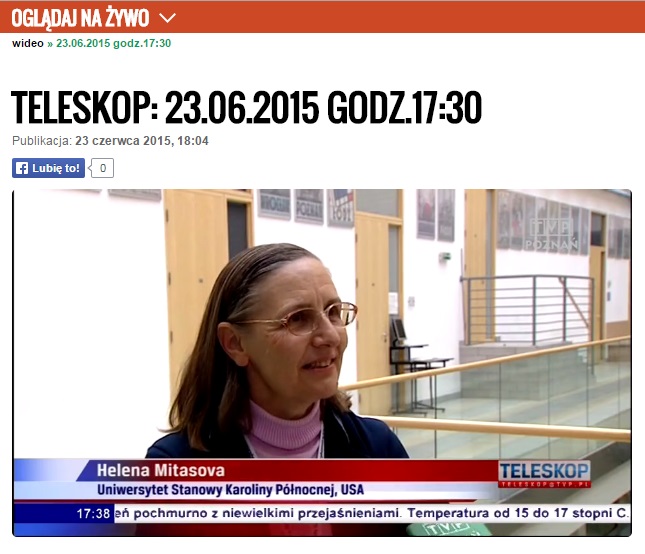 OGLĄDAJ NA ŻYWO
wideo » 23.06.2015 godz.17:30
TELESKOP: 23.06.2015 GODZ.17:30
Publikacja: 23 czerwca 2015, 18:04
Lubię to! 0
TVP
POZNAŃ
Helena Mitasova
Uniwersytet Stanowy Karoliny Północnej, USA
TELESKOP
TELESKOP@TVP.PL
17:38 eń pochmurno z niewielkimi przejaśnieniami. Temperatura od 15 do 17 stopni C.